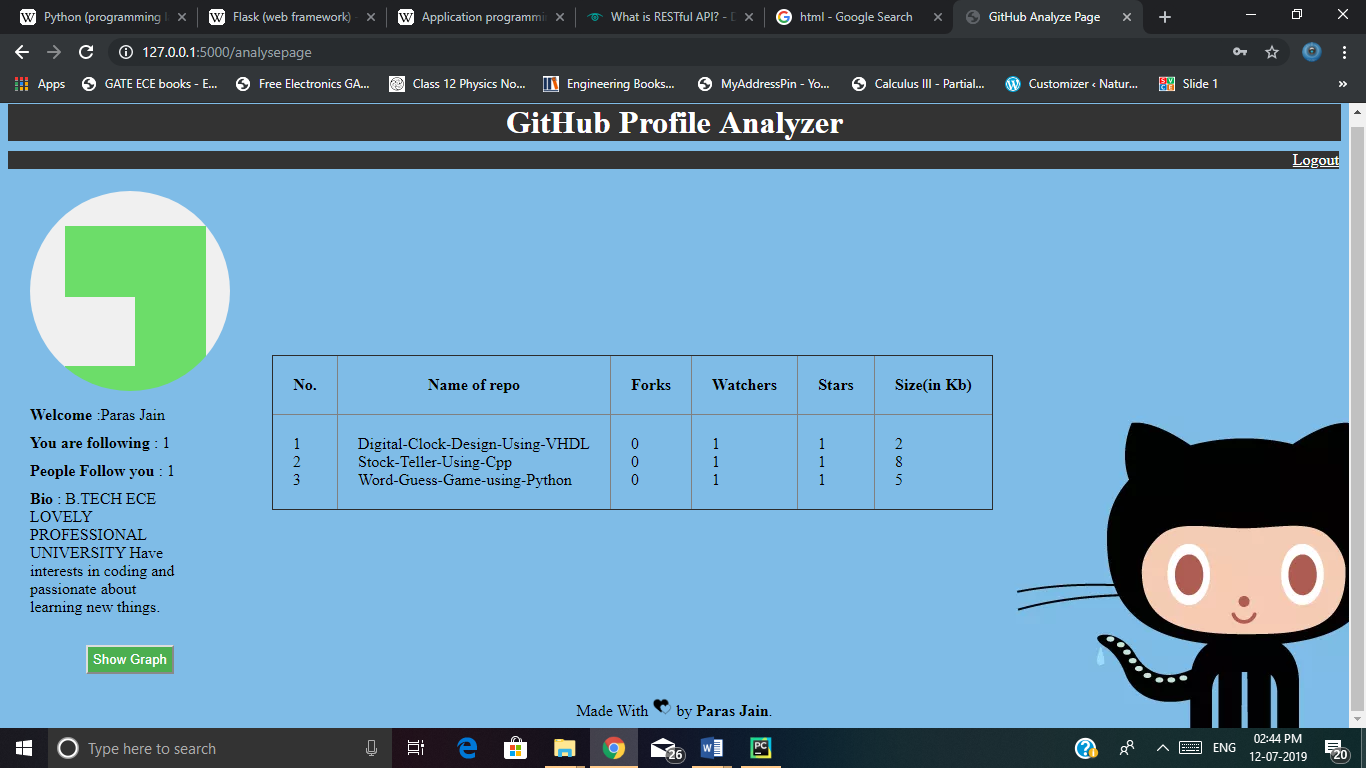 Python (programming l
Flask (web framework) -
Application programmin
What is RESTful API? - D
html - Google Search
GitHub Analyze Page
127.0.0.1:5000/analysepage
Apps
GATE ECE books - E...
Free Electronics GA...
Class 12 Physics No...
Engineering Books...
MyAddressPin - Yo...
Calculus III - Partial...
Customizer ‹ Natur...
Slide 1
»
GitHub Profile Analyzer
Logout
No. Name of repo Forks Watchers Stars Size(in Kb)
1 Digital-Clock-Design-Using-VHDL 0 1 1 2
2 Stock-Teller-Using-Cpp 0 1 1 8
3 Word-Guess-Game-using-Python 0 1 1 5
Welcome :Paras Jain
You are following : 1
People Follow you : 1
Bio : B.TECH ECE
LOVELY
PROFESSIONAL
UNIVERSITY Have
interests in coding and
passionate about
learning new things.
Show Graph
Made With by Paras Jain.
Type here to search
26
W
PC
ENG
02:44 PM
12-07-2019
20